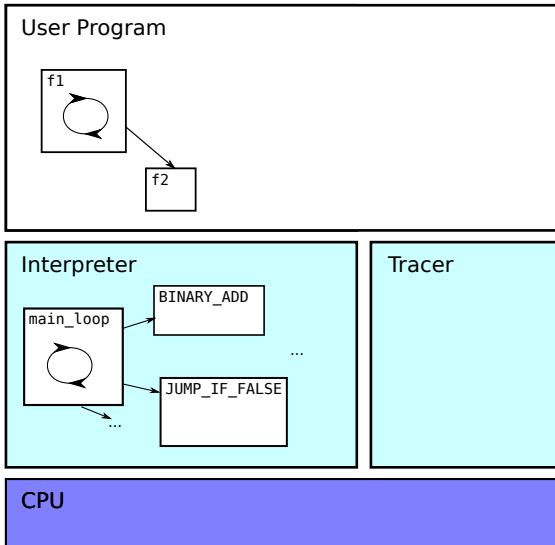 User Program
f1
f2
Interpreter
Tracer
BINARY_ADD
main_loop
...
JUMP_IF_FALSE
...
CPU